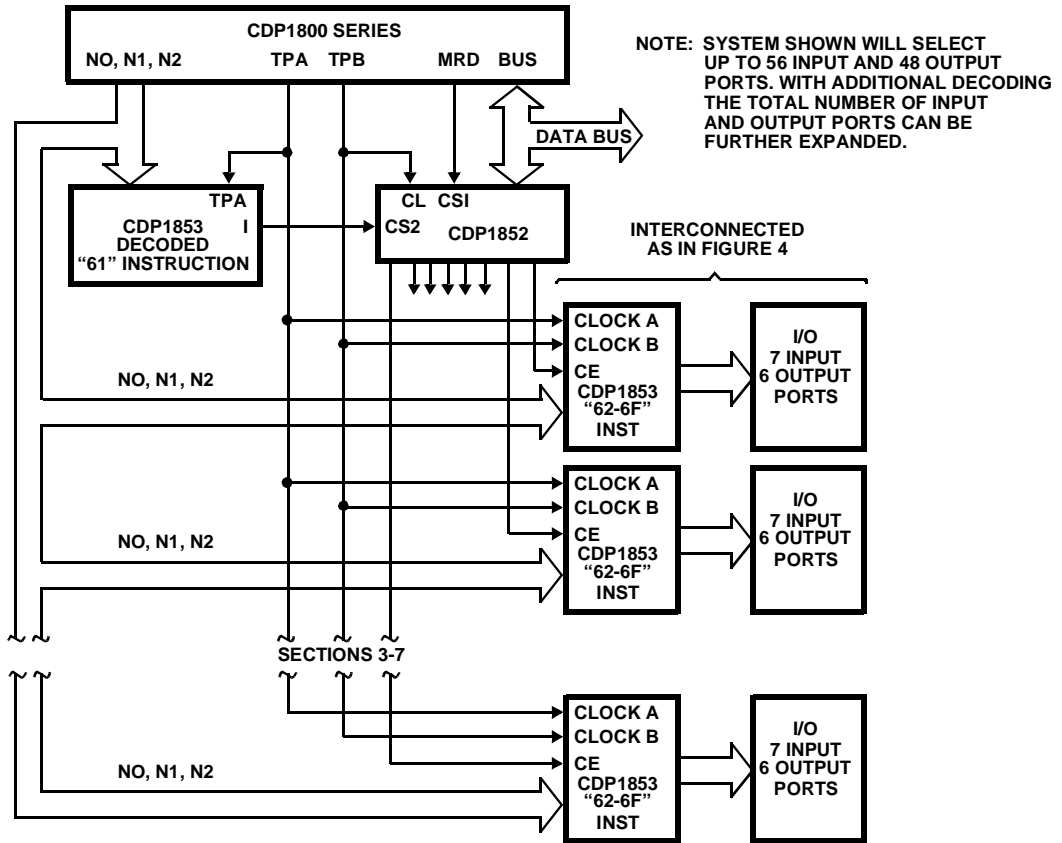 CDP1800 SERIES
NO, N1, N2 TPA TPB MRD BUS
NOTE: SYSTEM SHOWN WILL SELECT
UP TO 56 INPUT AND 48 OUTPUT
PORTS. WITH ADDITIONAL DECODING
THE TOTAL NUMBER OF INPUT
AND OUTPUT PORTS CAN BE
FURTHER EXPANDED.
DATA BUS
TPA
I
CDP1853
DECODED
“61” INSTRUCTION
CL CSI
CS2
CDP1852
INTERCONNECTED
AS IN FIGURE 4
CLOCK A
CLOCK B
CE
CDP1853
“62-6F”
INST
I/O
7 INPUT
6 OUTPUT
PORTS
NO, N1, N2
CLOCK A
CLOCK B
CE
CDP1853
“62-6F”
INST
I/O
7 INPUT
6 OUTPUT
PORTS
NO, N1, N2
SECTIONS 3-7
CLOCK A
CLOCK B
CE
CDP1853
“62-6F”
INST
I/O
7 INPUT
6 OUTPUT
PORTS
NO, N1, N2